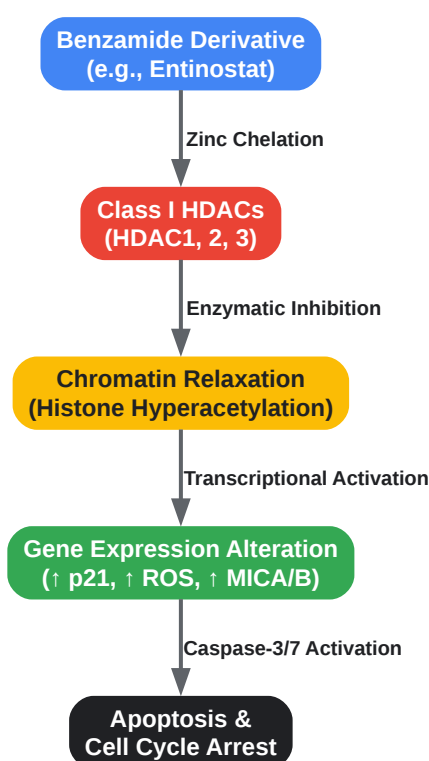 Benzamide Derivative
(e.g., Entinostat)
Zinc Chelation
Class I HDACs
(HDAC1, 2, 3)
Enzymatic Inhibition
Chromatin Relaxation
(Histone Hyperacetylation)
Transcriptional Activation
Gene Expression Alteration
(↑ p21, ↑ ROS, ↑ MICA/B)
Caspase-3/7 Activation
Apoptosis &
Cell Cycle Arrest